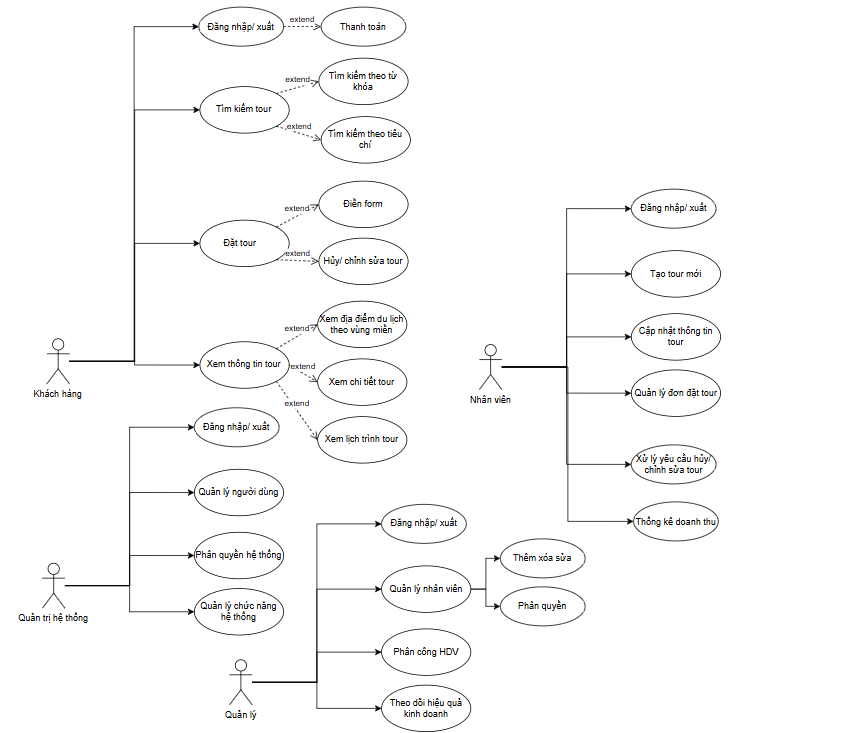 Đăng nhập/ xuất
extend
Thanh toán
Tìm kiếm tour
extend
Tìm kiếm theo từ
khóa
extend
Tìm kiếm theo tiêu
chí
Đặt tour
extend
Điền form
extend
Hủy/ chỉnh sửa tour
Xem thông tin tour
extend
Xem địa điểm du lịch
theo vùng miền
extend
Xem chi tiết tour
extend
Xem lịch trình tour
Khách hàng
Đăng nhập/ xuất
Tạo tour mới
Cập nhật thông tin
tour
Quản lý đơn đặt tour
Xử lý yêu cầu hủy/
chỉnh sửa tour
Thống kê doanh thu
Nhân viên
Đăng nhập/ xuất
Quản lý người dùng
Phân quyền hệ thống
Quản lý chức năng
hệ thống
Quản trị hệ thống
Đăng nhập/ xuất
Quản lý nhân viên
Thêm xóa sửa
Phân quyền
Phân công HDV
Theo dõi hiệu quả
kinh doanh
Quản lý